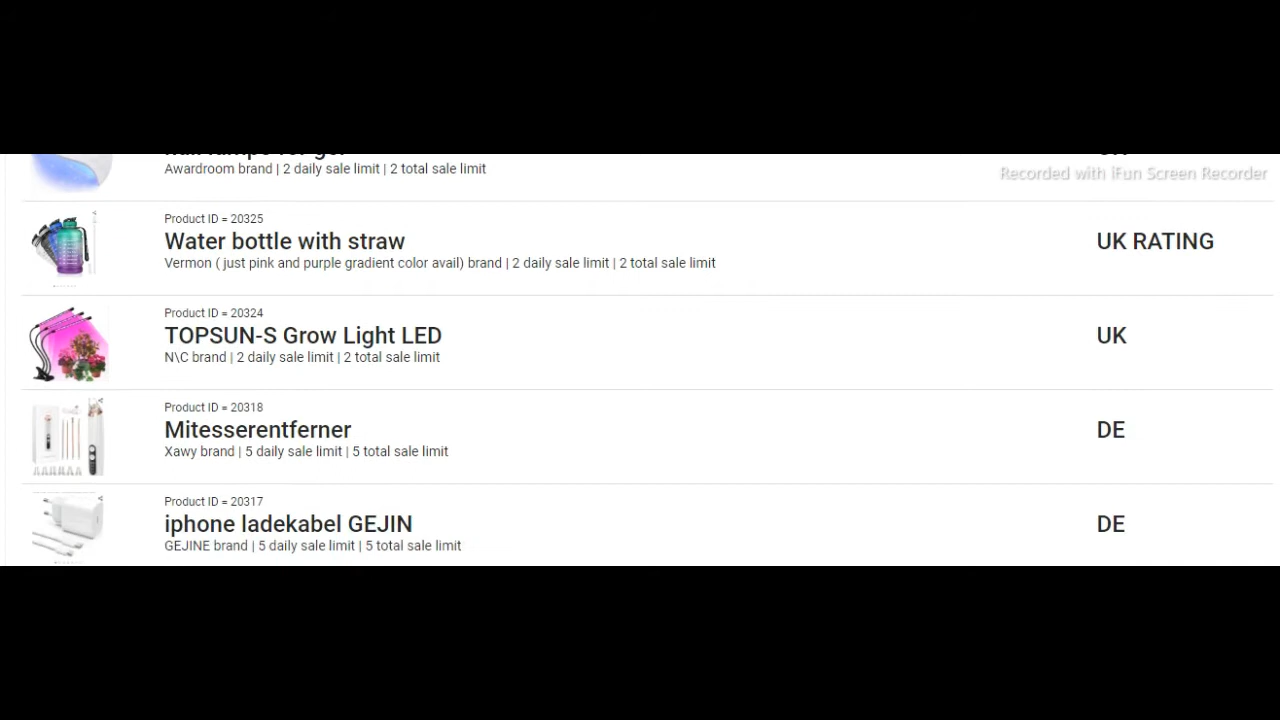 Awardroom brand | 2 daily sale limit | 2 total sale limit
Recorded with iFun Screen Recorder
Product ID = 20325
Water bottle with straw
UK RATING
Vermon ( just pink and purple gradient color avail) brand | 2 daily sale limit | 2 total sale limit
Product ID = 20324
TOPSUN-S Grow Light LED
UK
N\C brand | 2 daily sale limit | 2 total sale limit
Product ID = 20318
Mitesserentferner
DE
Xawy brand | 5 daily sale limit | 5 total sale limit
Product ID = 20317
iphone ladekabel GEJIN
DE
GEJINE brand | 5 daily sale limit | 5 total sale limit